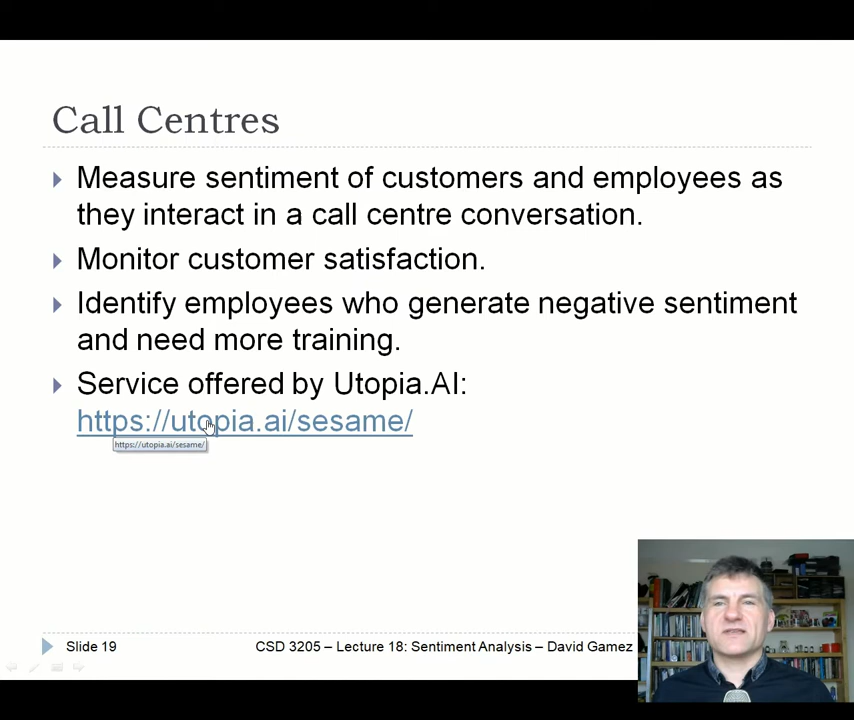 Call Centres
Measure sentiment of customers and employees as
they interact in a call centre conversation.
Monitor customer satisfaction.
Identify employees who generate negative sentiment
and need more training.
Service offered by Utopia.AI:
https://utopia.ai/sesame/
https://utopia.ai/sesame/
Slide 19
CSD 3205 – Lecture 18: Sentiment Analysis – David Gamez